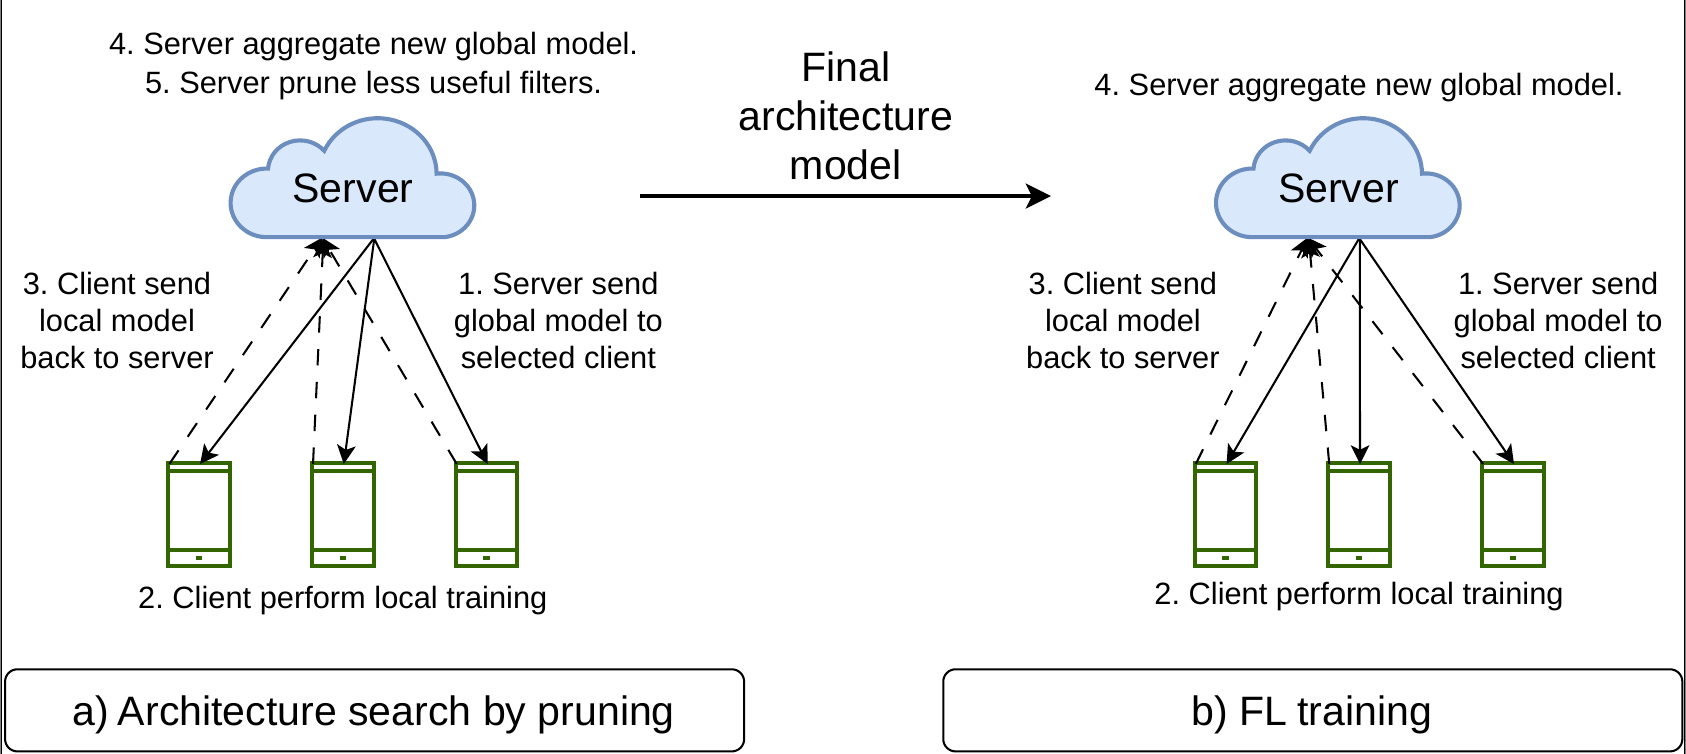 4. Server aggregate new global model.
5. Server prune less useful filters.
Server
3. Client send
local model
back to server
1. Server send
global model to
selected client
2. Client perform local training
a) Architecture search by pruning
Final
architecture
model
4. Server aggregate new global model.
Server
3. Client send
local model
back to server
1. Server send
global model to
selected client
2. Client perform local training
b) FL training